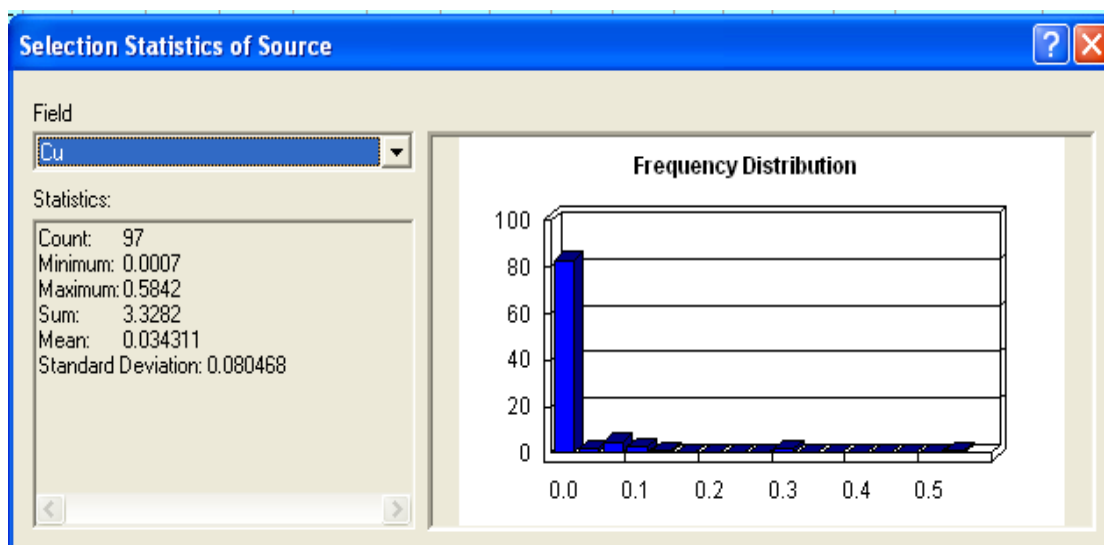 Selection Statistics of Source
Field
Cu
Statistics:
Count: 97
Minimum: 0.0007
Maximum: 0.5842
Sum: 3.3282
Mean: 0.034311
Standard Deviation: 0.080468
Frequency Distribution
100
80
60
40
20
0
0.0 0.1 0.2 0.3 0.4 0.5